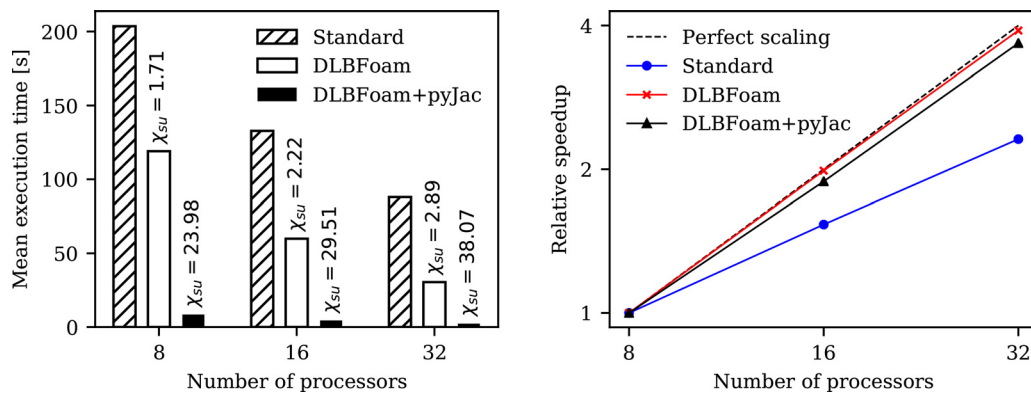 200
150
100
50
0
Mean execution time [s]
Standard
DLBFoam
DLBFoam+pyJac
χsu = 1.71
χsu = 23.98
χsu = 2.22
χsu = 29.51
χsu = 2.89
χsu = 38.07
8
16
32
Number of processors
4
2
1
Relative speedup
Perfect scaling
Standard
DLBFoam
DLBFoam+pyJac
8
16
32
Number of processors